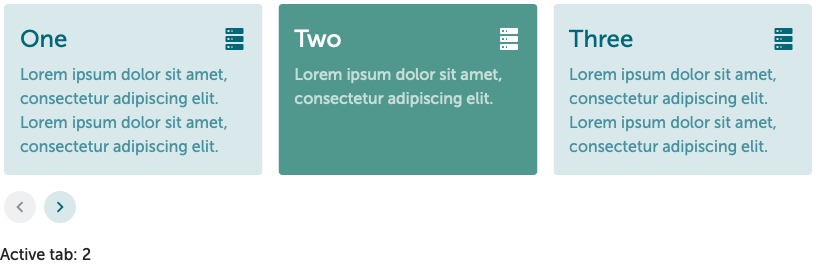 One
Lorem ipsum dolor sit amet,
consectetur adipiscing elit.
Lorem ipsum dolor sit amet,
consectetur adipiscing elit.
Two
Lorem ipsum dolor sit amet,
consectetur adipiscing elit.
Three
Lorem ipsum dolor sit amet,
consectetur adipiscing elit.
Lorem ipsum dolor sit amet,
consectetur adipiscing elit.
Active tab: 2